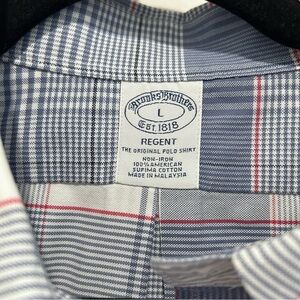 Brooks Brothers
L
EST. 1818
REGENT
THE ORIGINAL POLO SHIRT
NON-IRON
100% AMERICAN
SUPIMA COTTON
MADE IN MALAYSIA